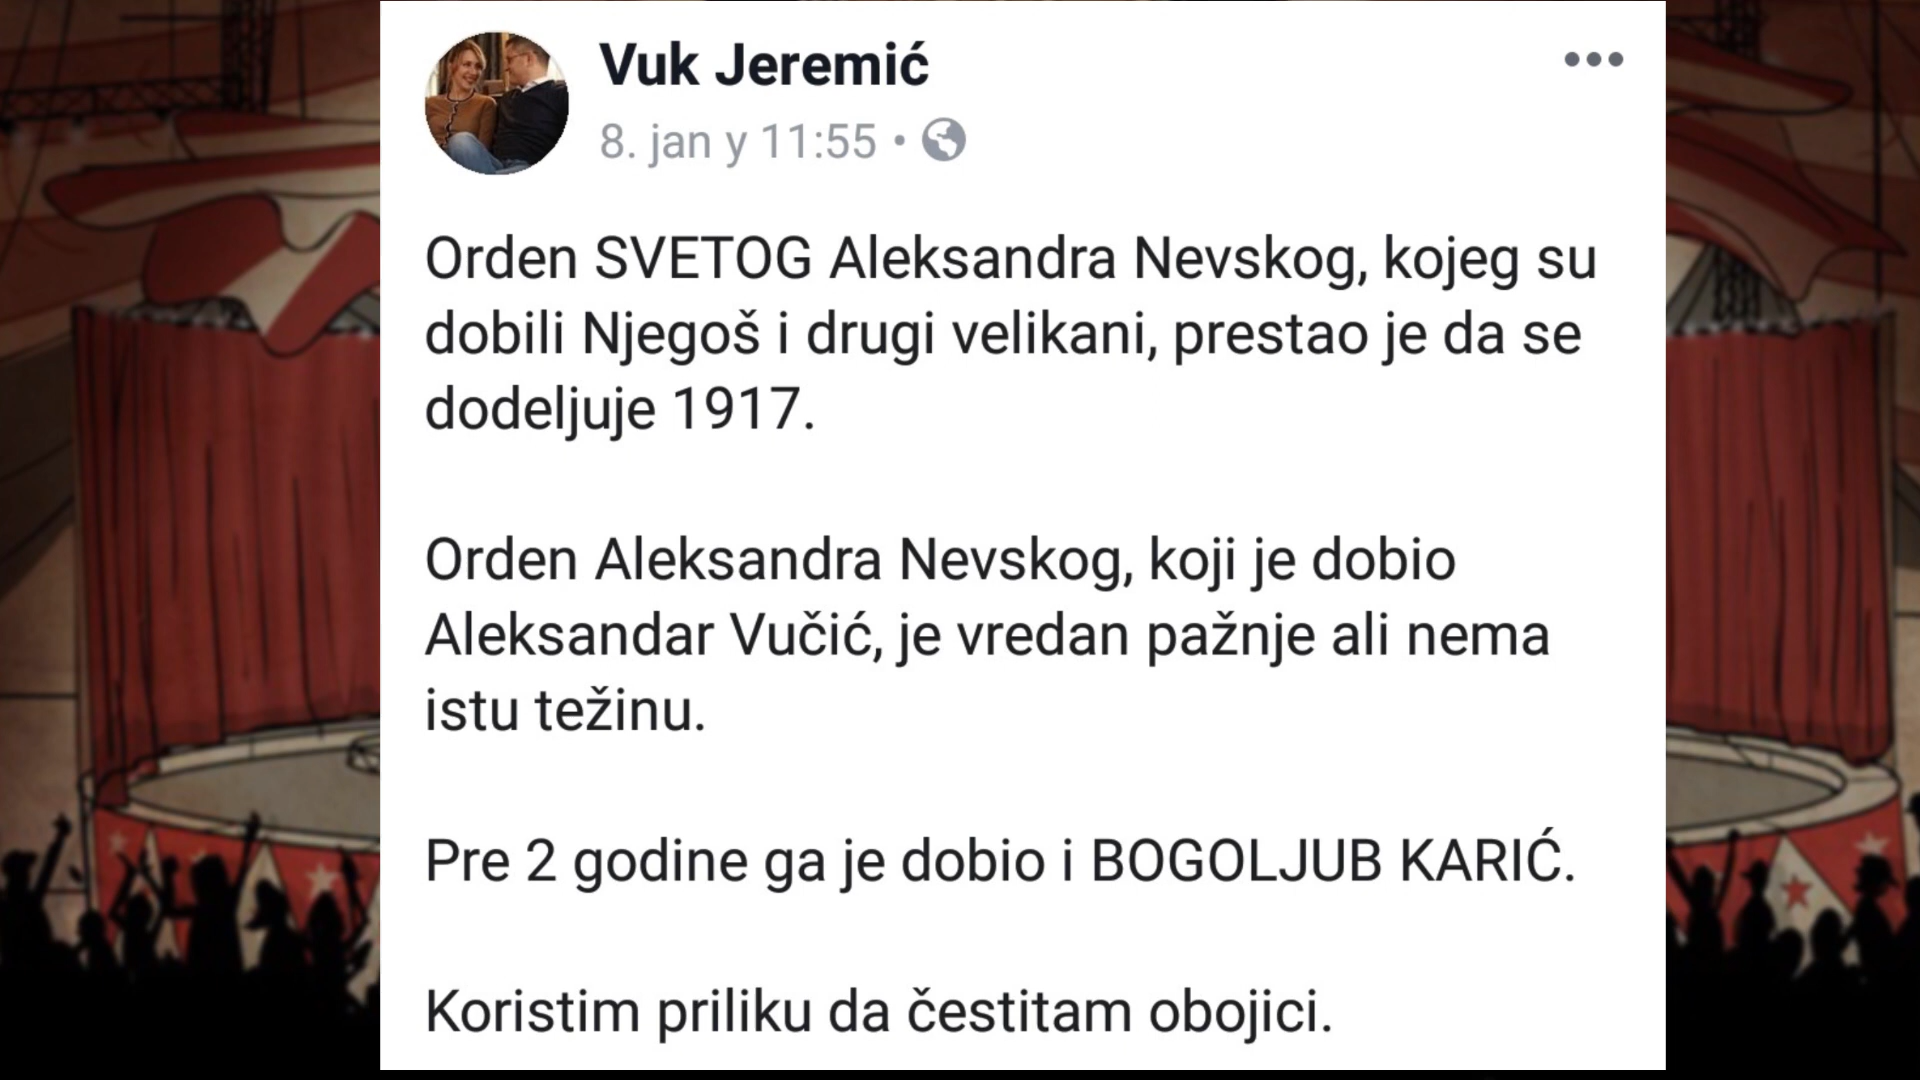 Vuk Jeremić
8. jan y 11:55 •
Orden SVETOG Aleksandra Nevskog, kojeg su
dobili Njegoš i drugi velikani, prestao je da se
dodeljuje 1917.
Orden Aleksandra Nevskog, koji je dobio
Aleksandar Vučić, je vredan pažnje ali nema
istu težinu.
Pre 2 godine ga je dobio i BOGOLJUB KARIĆ.
Koristim priliku da čestitam obojici.